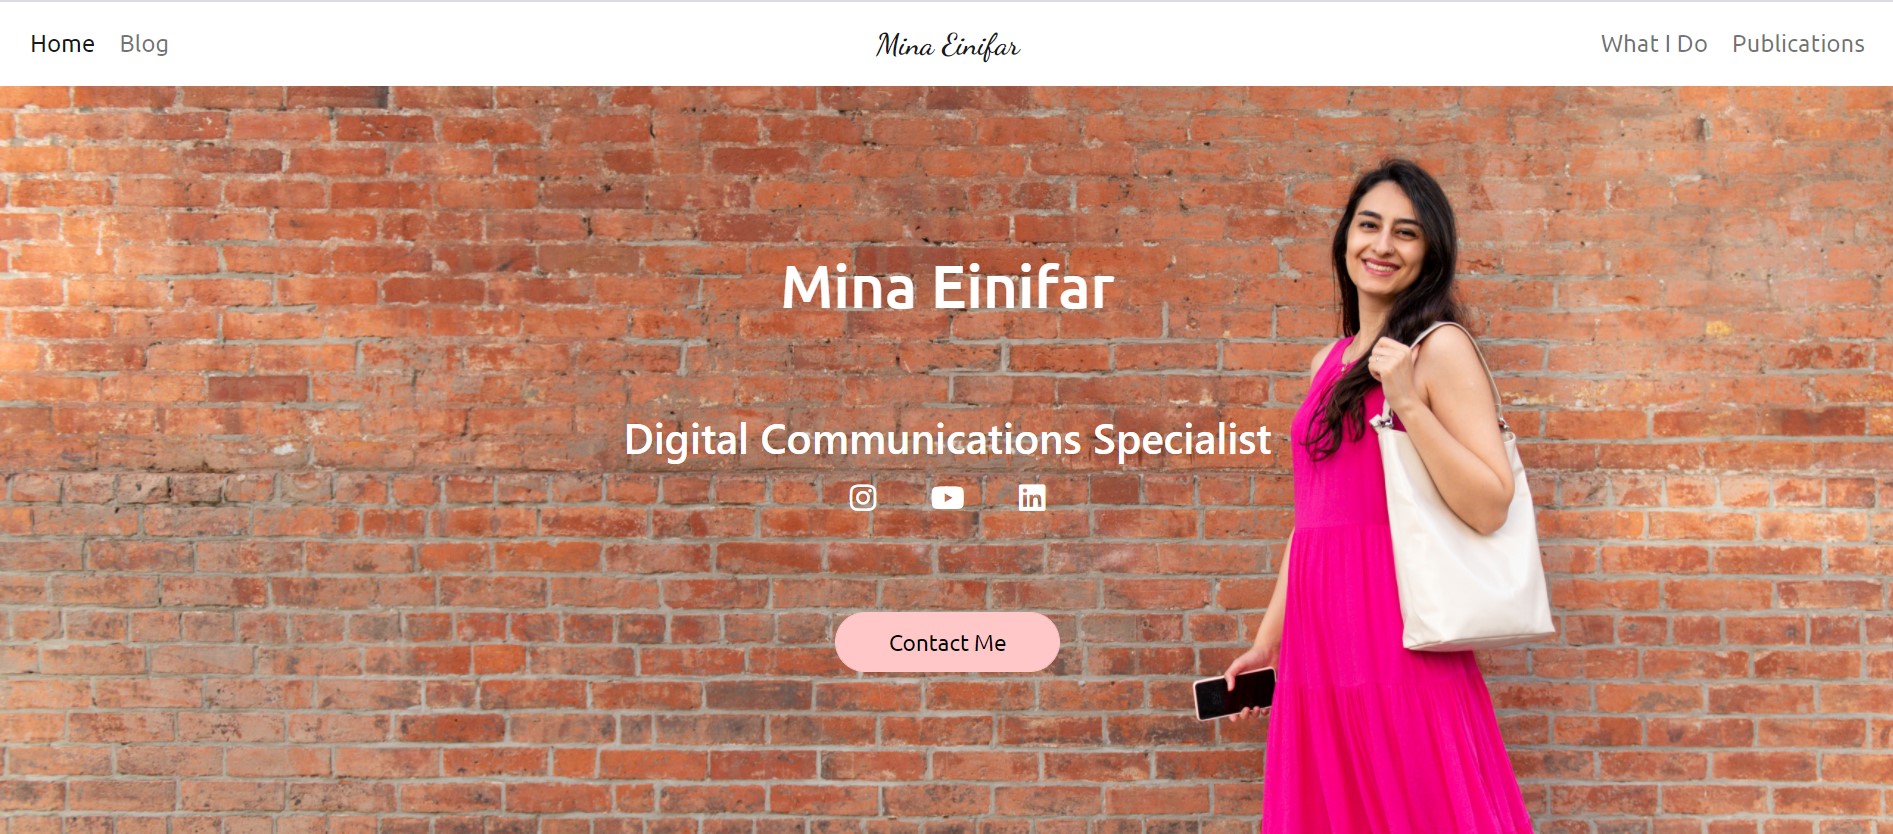 Home Blog Mina Einifar What I Do Publications
Mina Einifar
Digital Communications Specialist
Contact Me